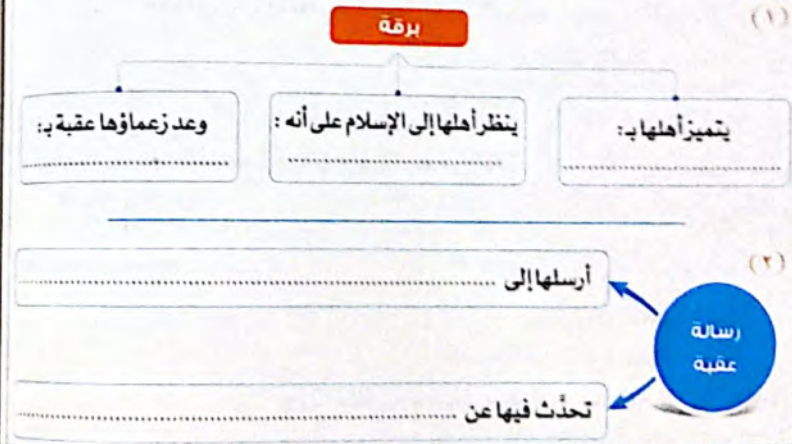 (١)
برقة
يتميز أهلها بـ:
..........................
ينظر أهلها إلى الإسلام على أنه :
..........................
وعد زعماؤها عقبة بـ:
..........................
(٢)
رسالة
عقبة
أرسلها إلى ..........................
تحدَّث فيها عن ..........................